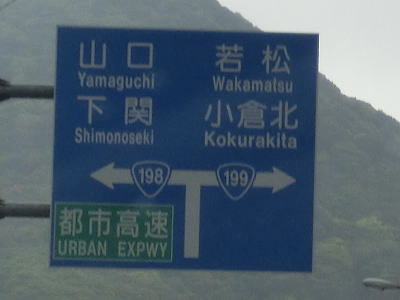 山口 若松
Yamaguchi Wakamatsu
下関 小倉北
Shimonoseki Kokurakita
198 199
都市高速
URBAN EXPWY